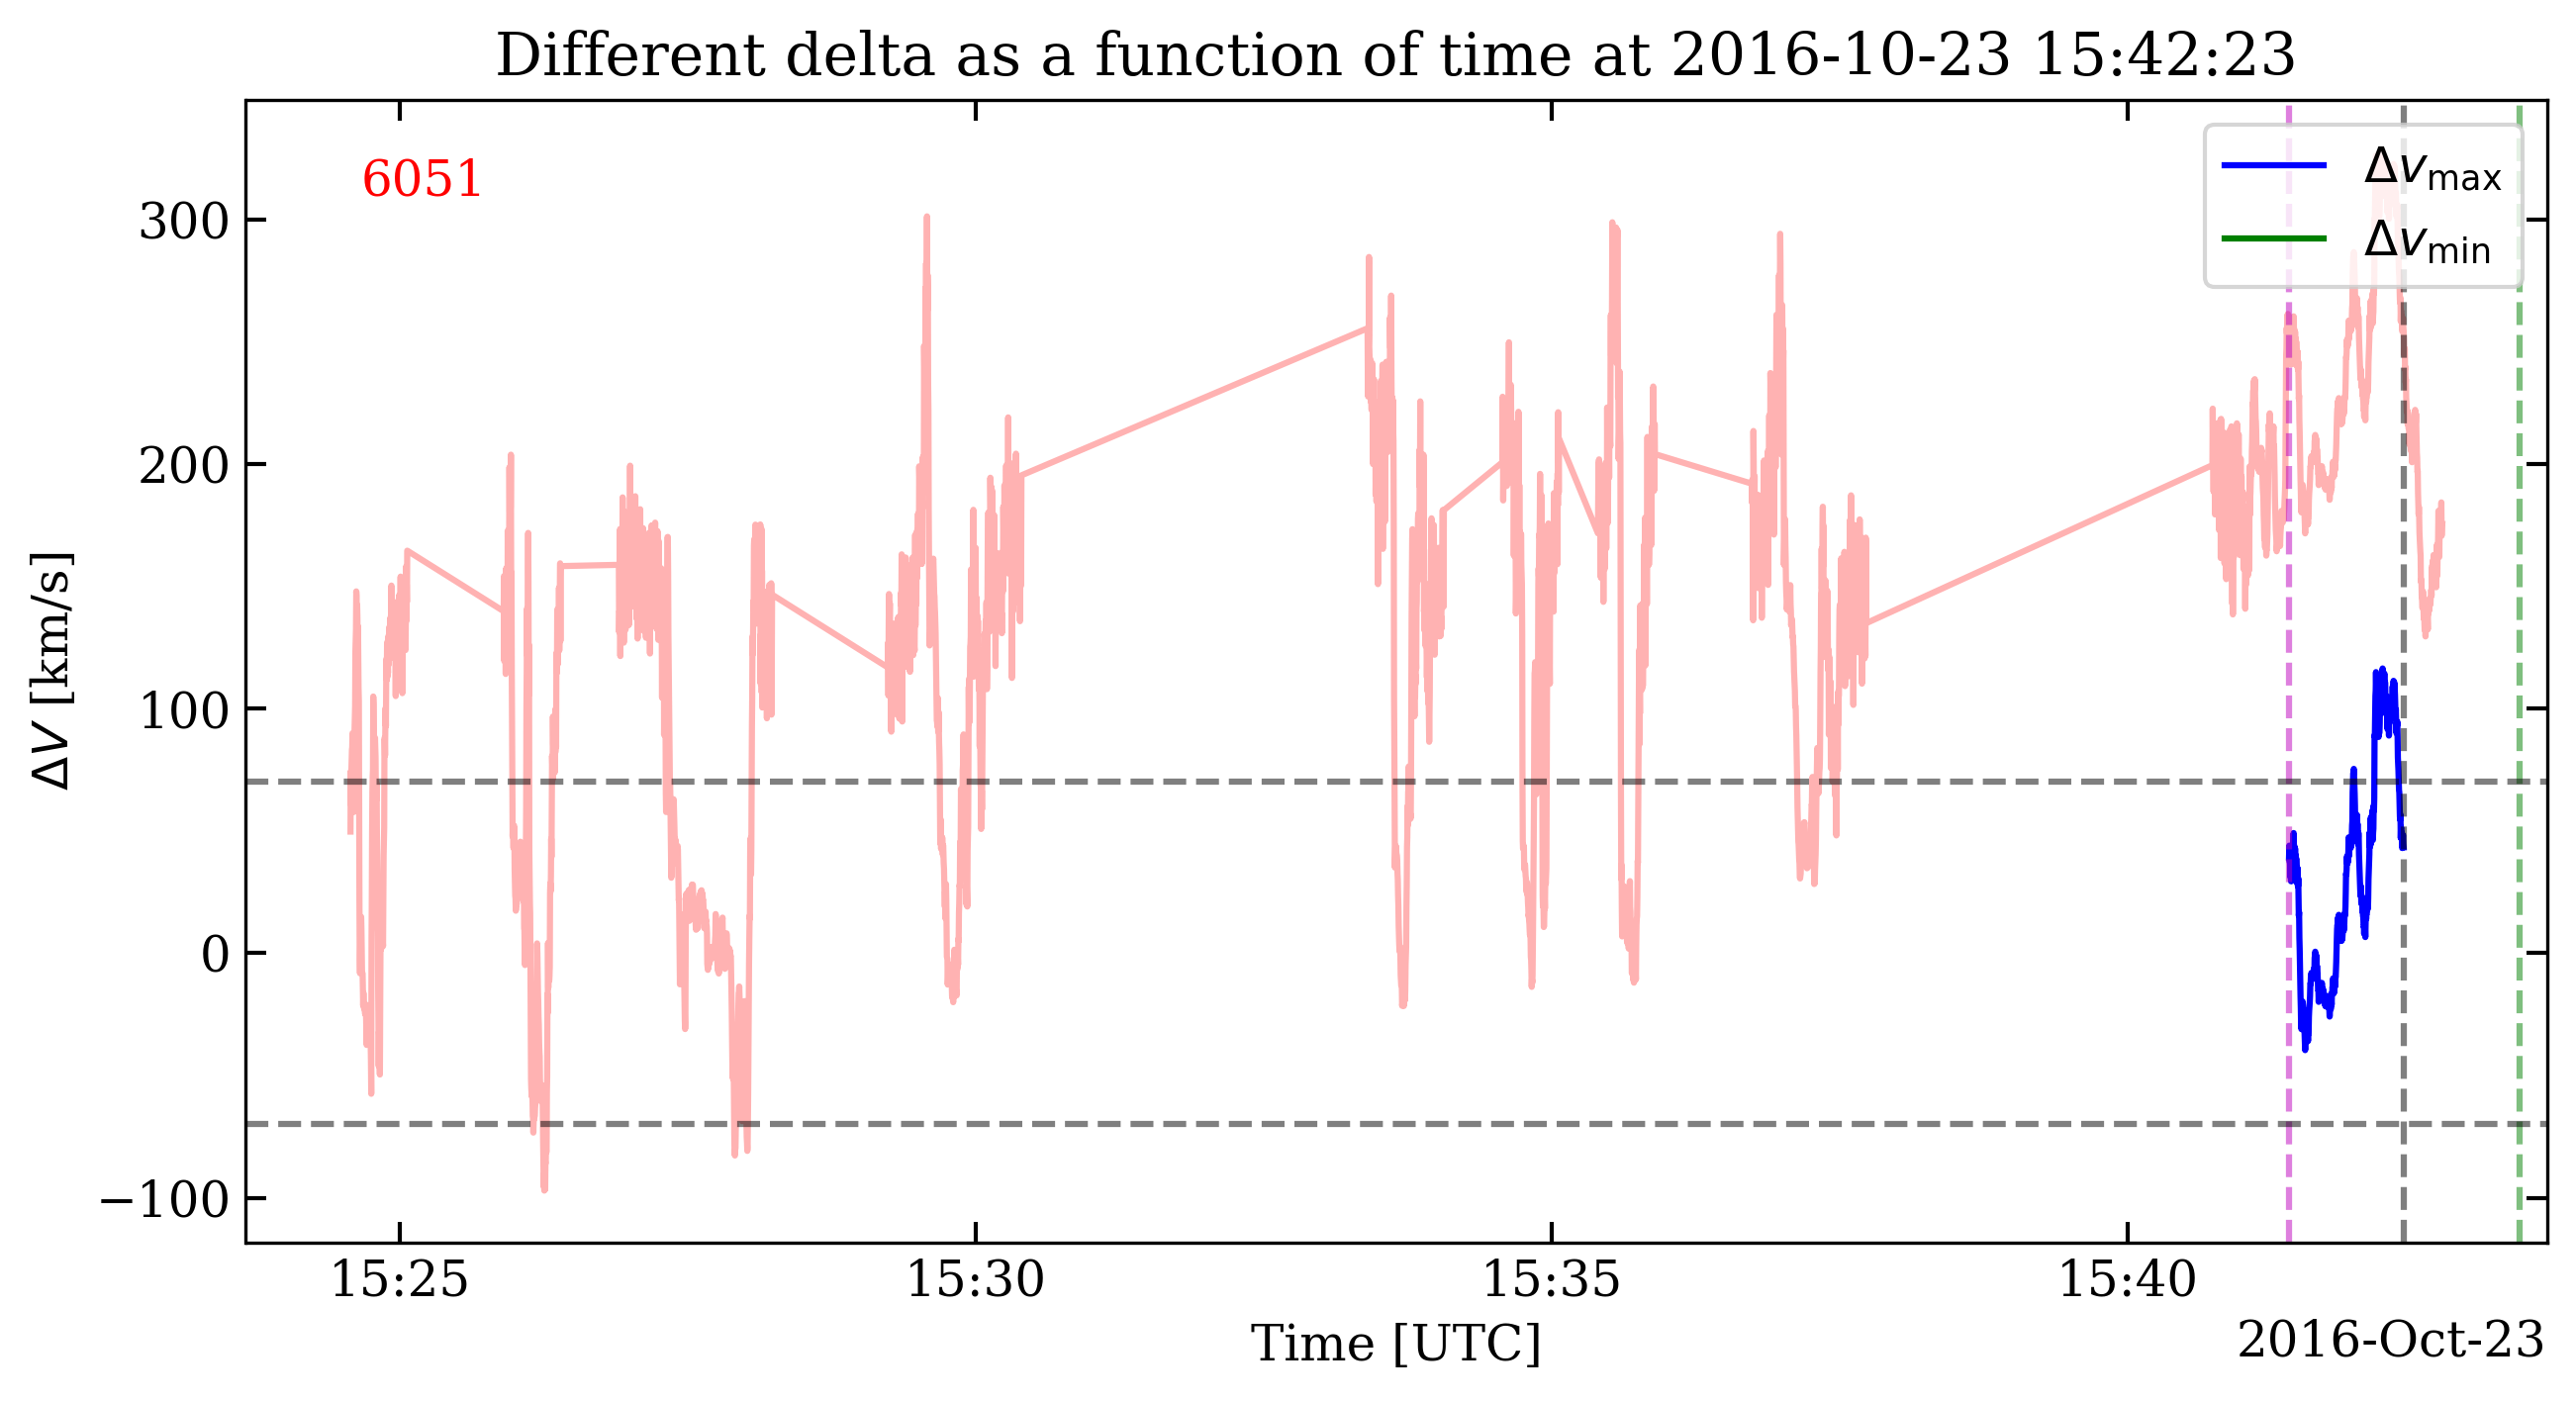 Different delta as a function of time at 2016-10-23 15:42:23
6051
Δv_max
Δv_min
300
200
100
0
−100
ΔV [km/s]
15:25 15:30 15:35 15:40
Time [UTC]
2016-Oct-23